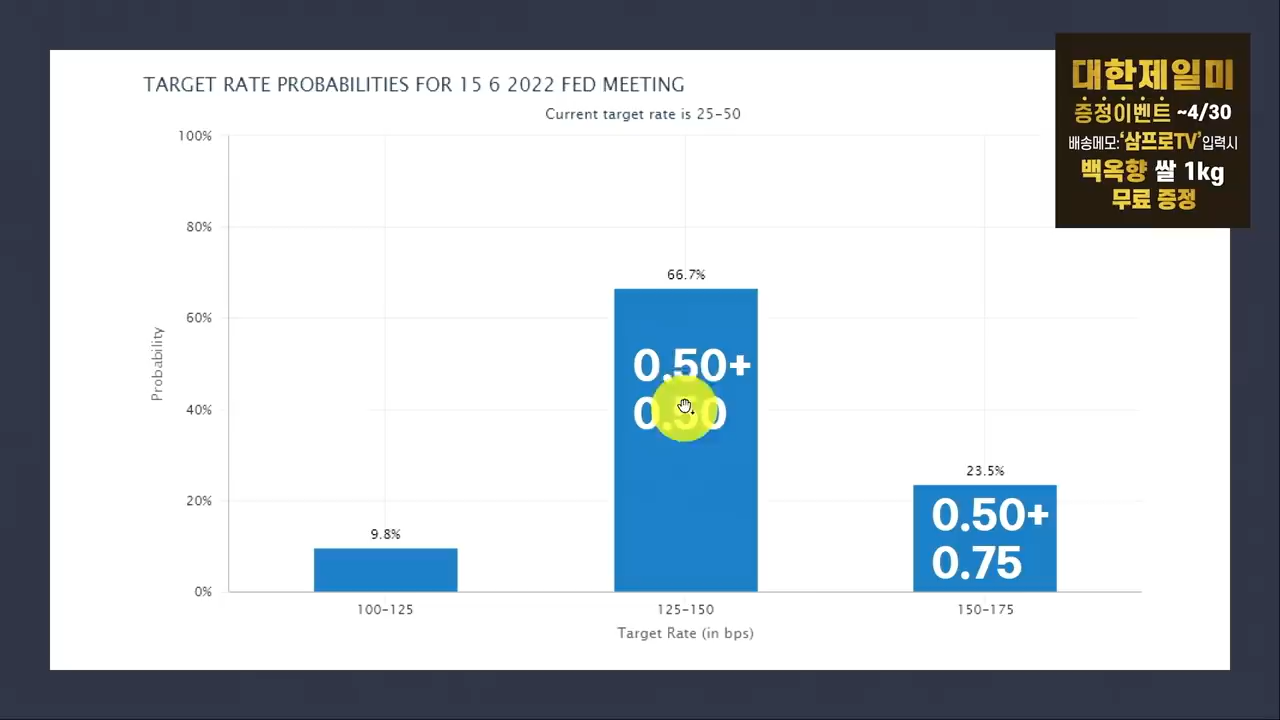 TARGET RATE PROBABILITIES FOR 15 6 2022 FED MEETING
Current target rate is 25-50
대한제일미
증정이벤트 ~4/30
배송메모:'삼프로TV'입력시
백옥향 쌀 1kg
무료 증정
100%
80%
60%
40%
20%
0%
Probability
9.8%
66.7%
0.50+
0.50
23.5%
0.50+
0.75
100-125
125-150
150-175
Target Rate (in bps)